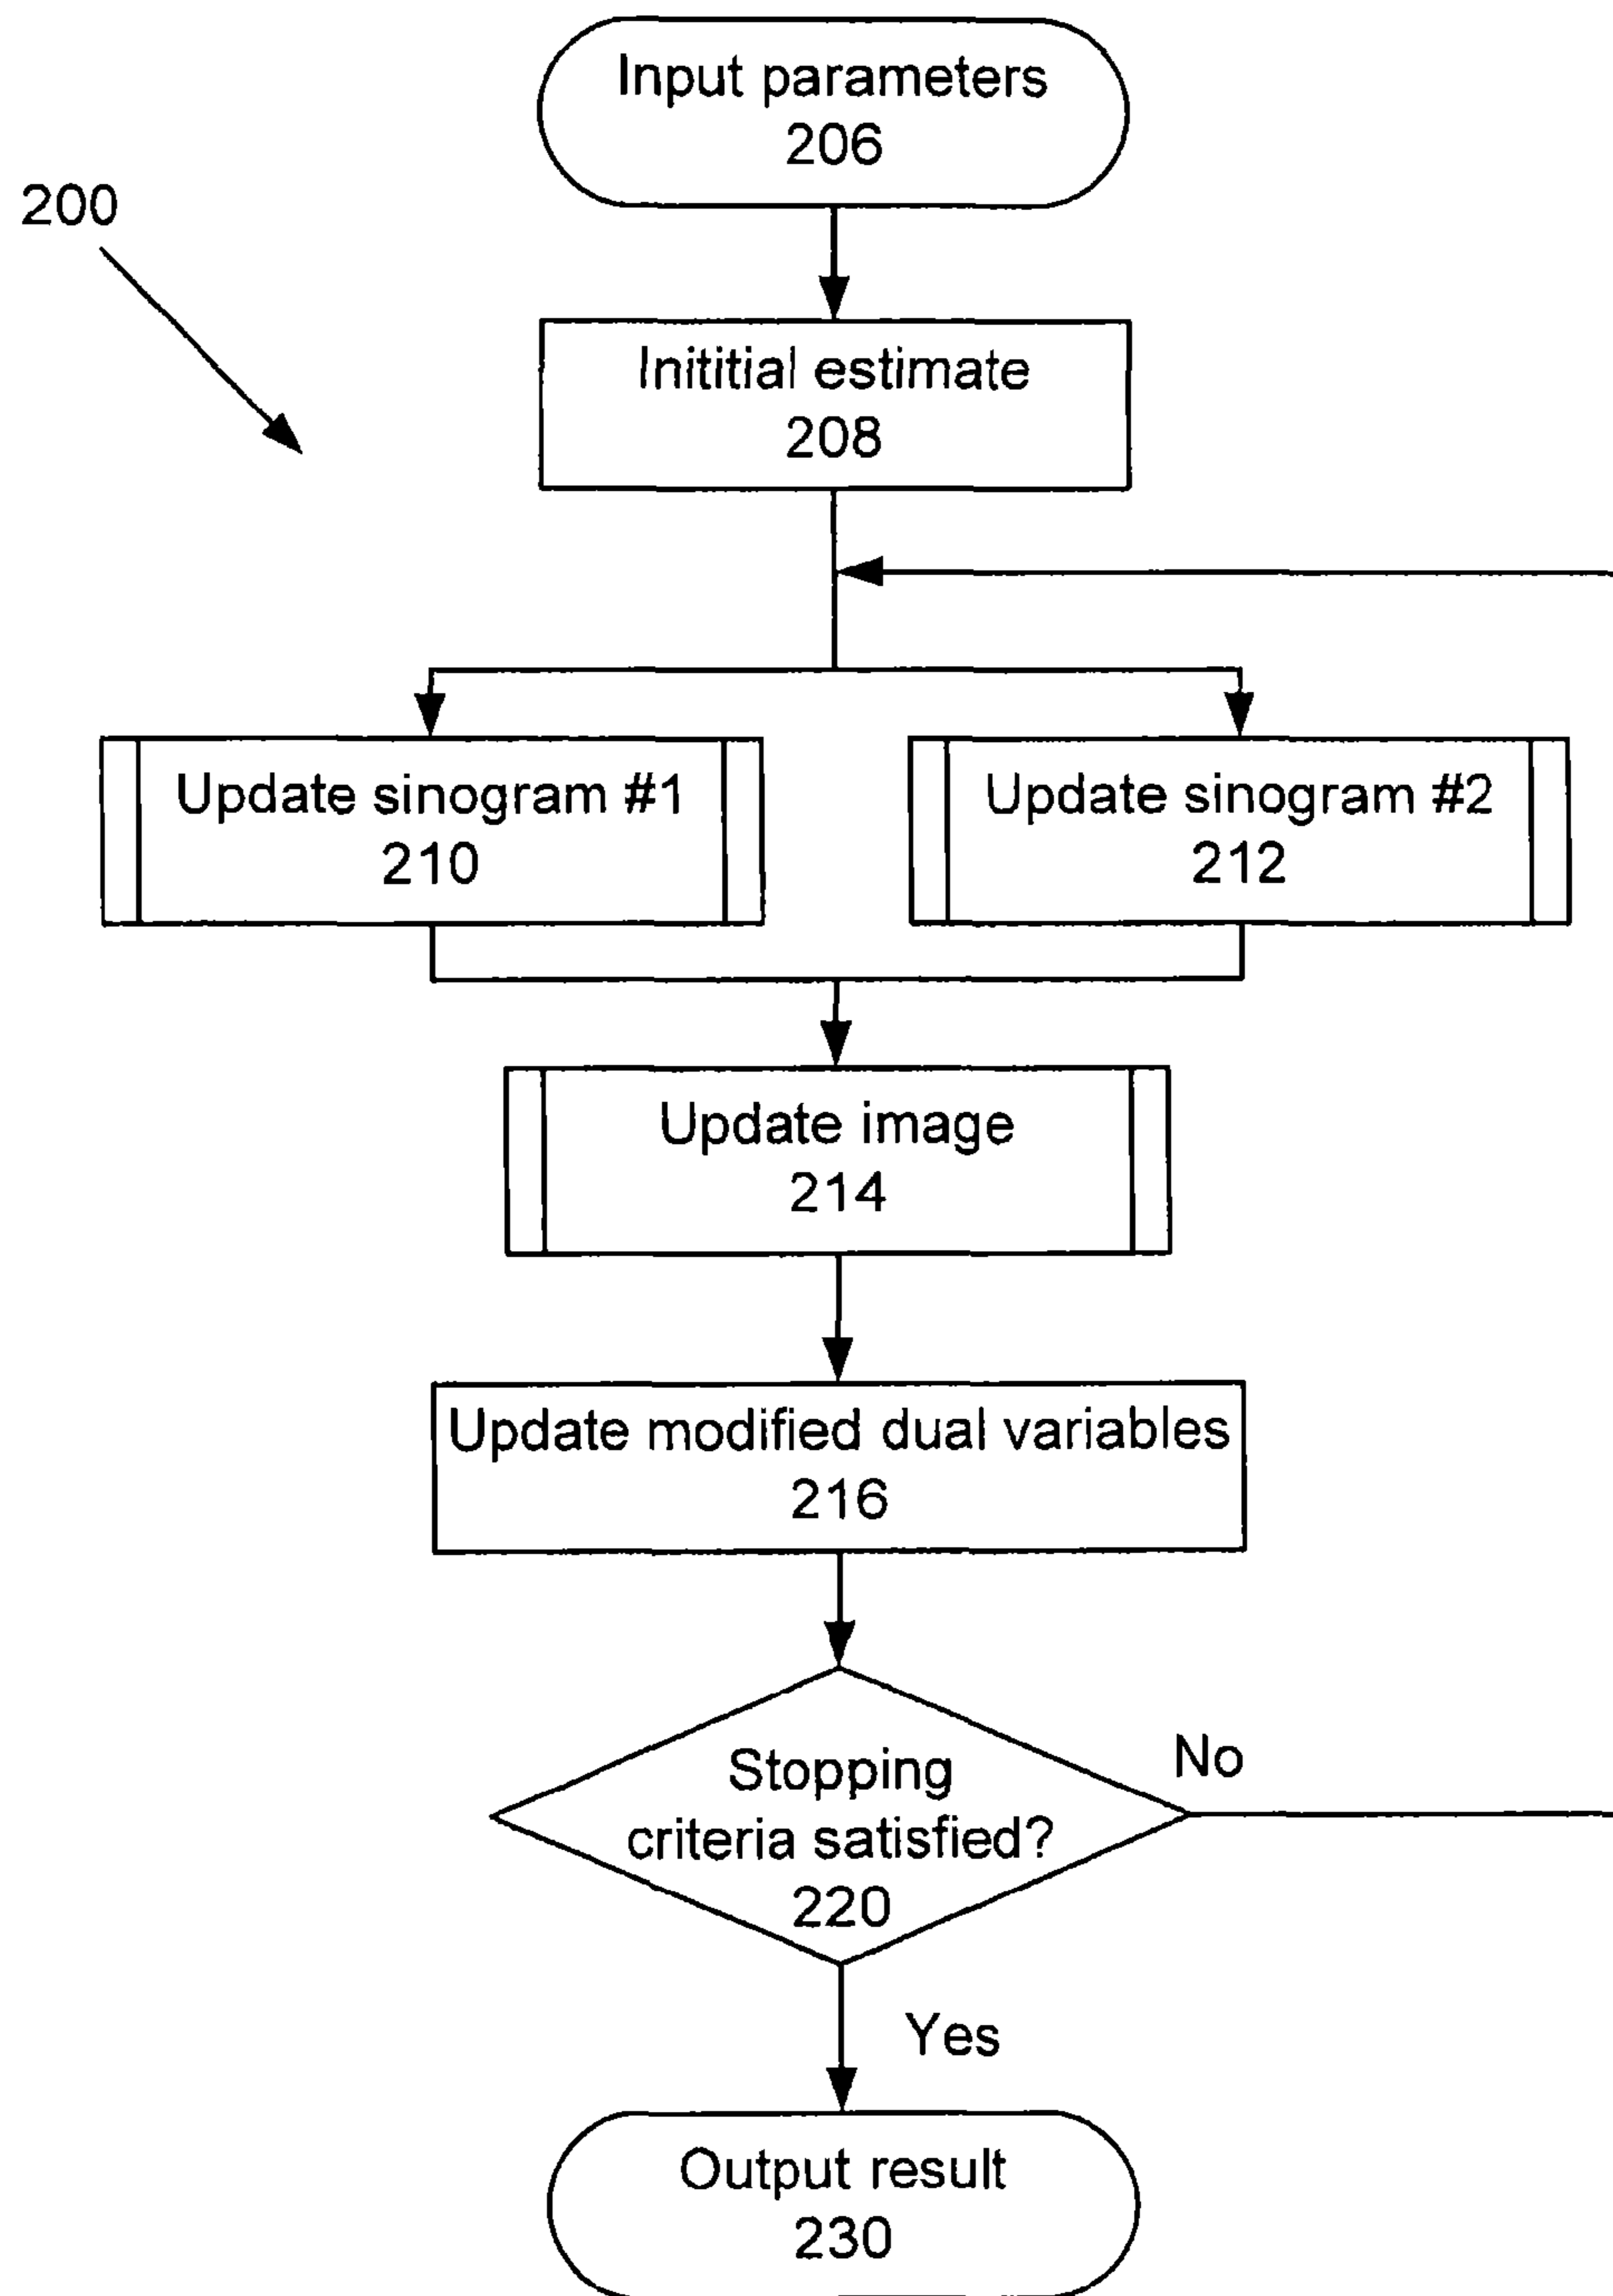 Input parameters
206
200
Inititial estimate
208
Update sinogram #1
210
Update sinogram #2
212
Update image
214
Update modified dual variables
216
Stopping
criteria satisfied?
220
No
Yes
Output result
230